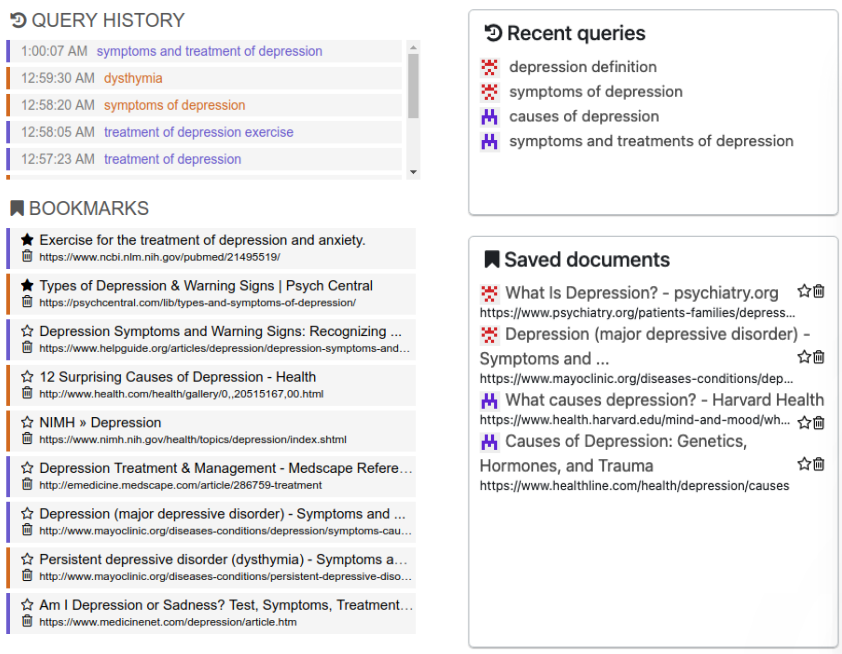 QUERY HISTORY
1:00:07 AM symptoms and treatment of depression
12:59:30 AM dysthymia
12:58:20 AM symptoms of depression
12:58:05 AM treatment of depression exercise
12:57:23 AM treatment of depression
BOOKMARKS
Exercise for the treatment of depression and anxiety.
https://www.ncbi.nlm.nih.gov/pubmed/21495519/
Types of Depression & Warning Signs | Psych Central
https://psychcentral.com/lib/types-and-symptoms-of-depression/
Depression Symptoms and Warning Signs: Recognizing ...
https://www.helpguide.org/articles/depression/depression-symptoms-and...
12 Surprising Causes of Depression - Health
http://www.health.com/health/gallery/0,,20515167,00.html
NIMH » Depression
https://www.nimh.nih.gov/health/topics/depression/index.shtml
Depression Treatment & Management - Medscape Refere...
http://emedicine.medscape.com/article/286759-treatment
Depression (major depressive disorder) - Symptoms and ...
http://www.mayoclinic.org/diseases-conditions/depression/symptoms-cau...
Persistent depressive disorder (dysthymia) - Symptoms a...
http://www.mayoclinic.org/diseases-conditions/persistent-depressive-diso...
Am I Depression or Sadness? Test, Symptoms, Treatment...
https://www.medicinenet.com/depression/article.htm
Recent queries
depression definition
symptoms of depression
causes of depression
symptoms and treatments of depression
Saved documents
What Is Depression? - psychiatry.org
https://www.psychiatry.org/patients-families/depress...
Depression (major depressive disorder) -
Symptoms and ...
https://www.mayoclinic.org/diseases-conditions/dep...
What causes depression? - Harvard Health
https://www.health.harvard.edu/mind-and-mood/wh...
Causes of Depression: Genetics,
Hormones, and Trauma
https://www.healthline.com/health/depression/causes